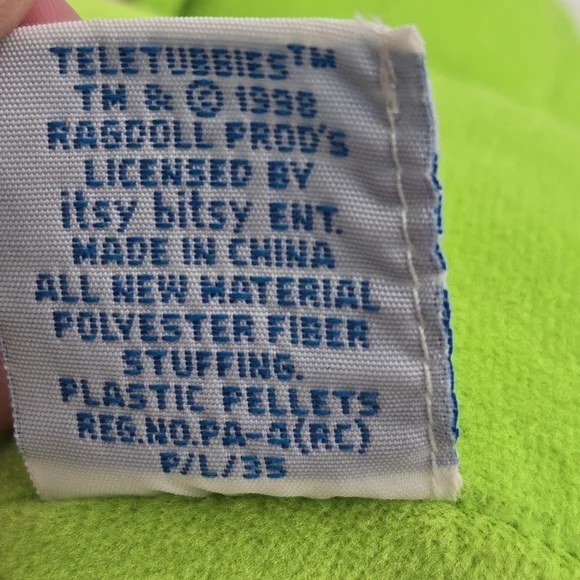 TELETUBBIES™
TM & © 1998
RAGDOLL PROD's
LICENSED BY
itsy bitsy ENT.
MADE IN CHINA
ALL NEW MATERIAL
POLYESTER FIBER
STUFFING.
PLASTIC PELLETS
REG.NO.PA-4(RC)
P/L/35